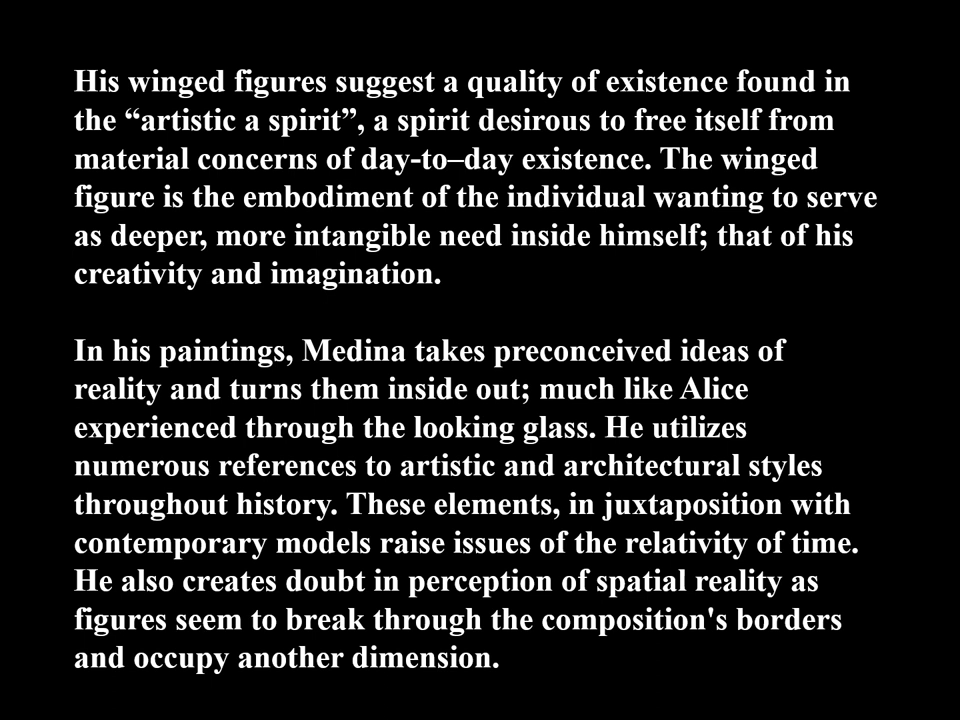 His winged figures suggest a quality of existence found in
the “artistic a spirit”, a spirit desirous to free itself from
material concerns of day-to–day existence. The winged
figure is the embodiment of the individual wanting to serve
as deeper, more intangible need inside himself; that of his
creativity and imagination.

In his paintings, Medina takes preconceived ideas of
reality and turns them inside out; much like Alice
experienced through the looking glass. He utilizes
numerous references to artistic and architectural styles
throughout history. These elements, in juxtaposition with
contemporary models raise issues of the relativity of time.
He also creates doubt in perception of spatial reality as
figures seem to break through the composition's borders
and occupy another dimension.